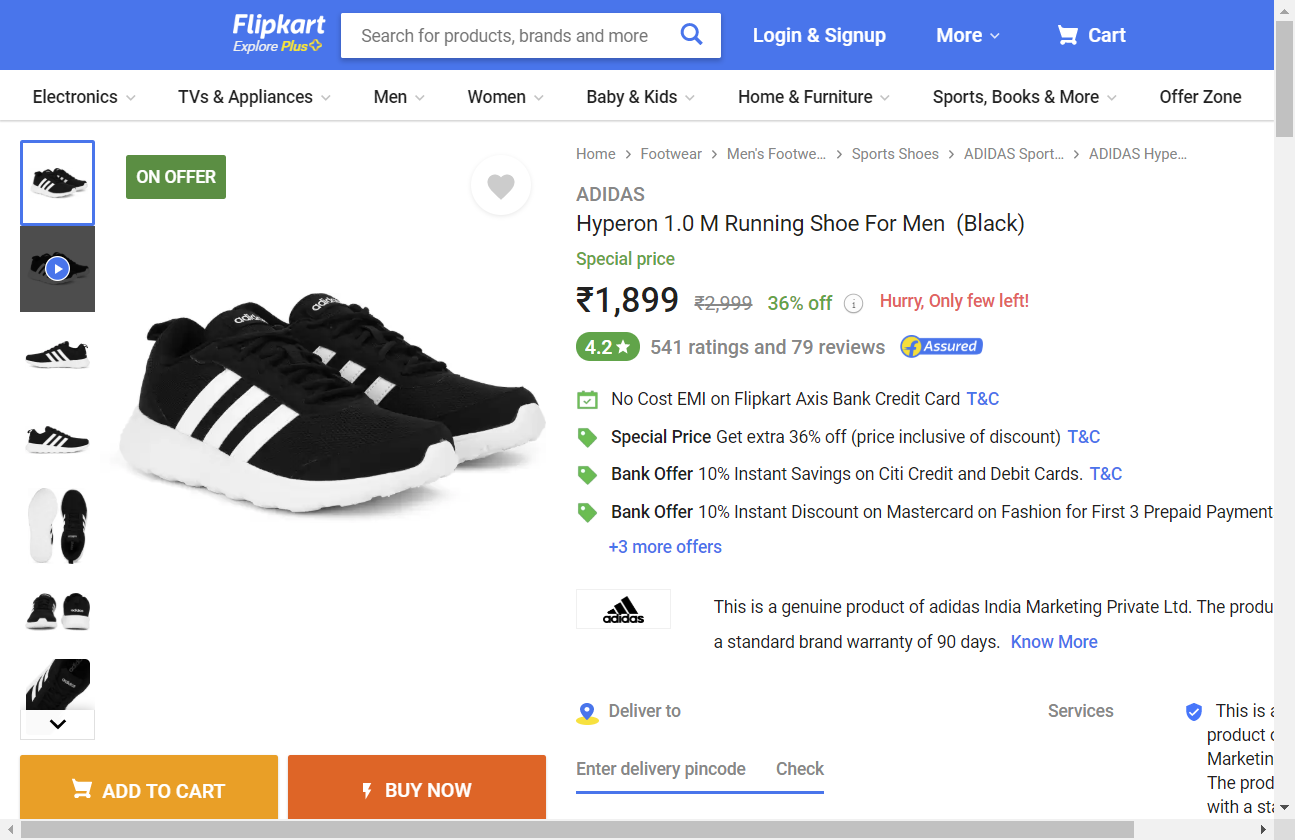 Flipkart
Explore Plus
Search for products, brands and more
Login & Signup
More
Cart
Electronics
TVs & Appliances
Men
Women
Baby & Kids
Home & Furniture
Sports, Books & More
Offer Zone
ON OFFER
Home > Footwear > Men's Footwe... > Sports Shoes > ADIDAS Sport... > ADIDAS Hype...
ADIDAS
Hyperon 1.0 M Running Shoe For Men (Black)
Special price
₹1,899 ₹2,999 36% off Hurry, Only few left!
4.2 541 ratings and 79 reviews Assured
No Cost EMI on Flipkart Axis Bank Credit Card T&C
Special Price Get extra 36% off (price inclusive of discount) T&C
Bank Offer 10% Instant Savings on Citi Credit and Debit Cards. T&C
Bank Offer 10% Instant Discount on Mastercard on Fashion for First 3 Prepaid Payment
+3 more offers
adidas
This is a genuine product of adidas India Marketing Private Ltd. The produ
a standard brand warranty of 90 days. Know More
Deliver to
Enter delivery pincode Check
Services
This is a
product
Marketin
The prod
with a sta
ADD TO CART
BUY NOW
adidas
adidas